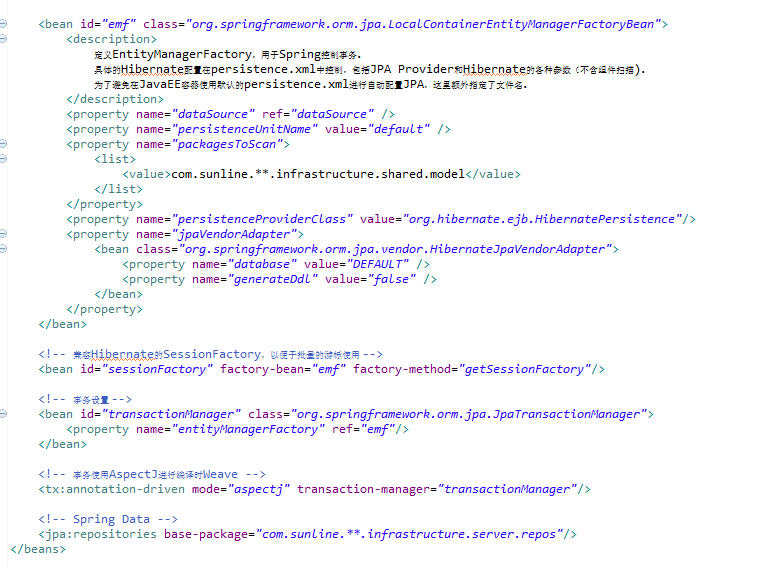 <bean id="emf" class="org.springframework.orm.jpa.LocalContainerEntityManagerFactoryBean">
<description>
定义EntityManagerFactory，用于Spring控制事务.
具体的Hibernate配置在persistence.xml中控制，包括JPA Provider和Hibernate的各种参数（不含组件扫描).
为了避免在JavaEE容器使用默认的persistence.xml进行自动配置JPA，这里额外指定了文件名.
</description>
<property name="dataSource" ref="dataSource" />
<property name="persistenceUnitName" value="default" />
<property name="packagesToScan">
<list>
<value>com.sunline.**.infrastructure.shared.model</value>
</list>
</property>
<property name="persistenceProviderClass" value="org.hibernate.ejb.HibernatePersistence"/>
<property name="jpaVendorAdapter">
<bean class="org.springframework.orm.jpa.vendor.HibernateJpaVendorAdapter">
<property name="database" value="DEFAULT" />
<property name="generateDdl" value="false" />
</bean>
</property>
</bean>
<!-- 兼容Hibernate的SessionFactory，以便于批量的游标使用 -->
<bean id="sessionFactory" factory-bean="emf" factory-method="getSessionFactory"/>
<!-- 事务设置 -->
<bean id="transactionManager" class="org.springframework.orm.jpa.JpaTransactionManager">
<property name="entityManagerFactory" ref="emf"/>
</bean>
<!-- 事务使用AspectJ进行编译时Weave -->
<tx:annotation-driven mode="aspectj" transaction-manager="transactionManager"/>
<!-- Spring Data -->
<jpa:repositories base-package="com.sunline.**.infrastructure.server.repos"/>
</beans>